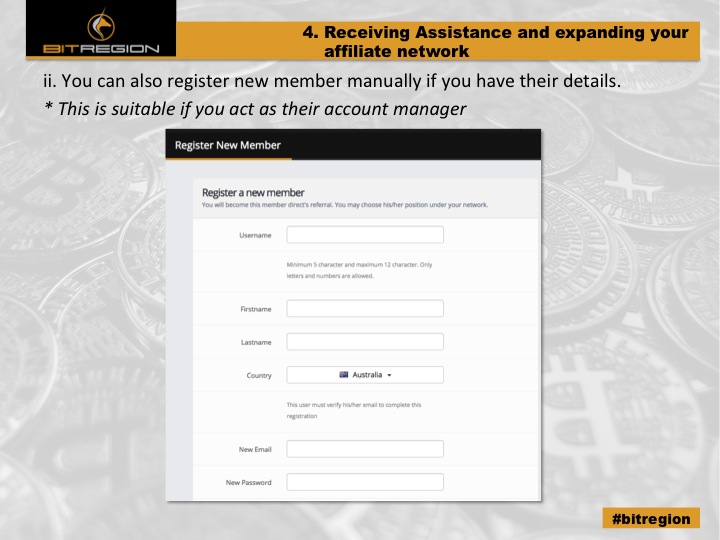 BITREGION
4. Receiving Assistance and expanding your
affiliate network
ii. You can also register new member manually if you have their details.
* This is suitable if you act as their account manager
Register New Member
Register a new member
You will become this member direct's referral. You may choose his/her position under your network.
Username
Minimum 5 character and maximum 12 character. Only
letters and numbers are allowed.
Firstname
Lastname
Country
Australia
This user must verify his/her email to complete this
registration
New Email
New Password
#bitregion